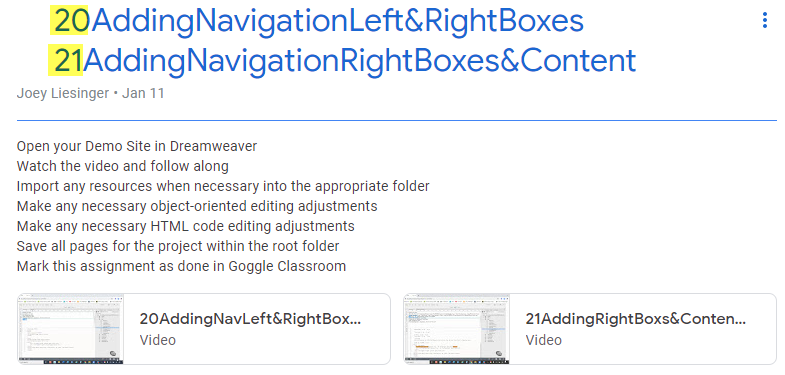 20AddingNavigationLeft&RightBoxes
21AddingNavigationRightBoxes&Content
Joey Liesinger • Jan 11
Open your Demo Site in Dreamweaver
Watch the video and follow along
Import any resources when necessary into the appropriate folder
Make any necessary object-oriented editing adjustments
Make any necessary HTML code editing adjustments
Save all pages for the project within the root folder
Mark this assignment as done in Goggle Classroom
20AddingNavLeft&RightBox...
Video
21AddingRightBoxs&Conten...
Video